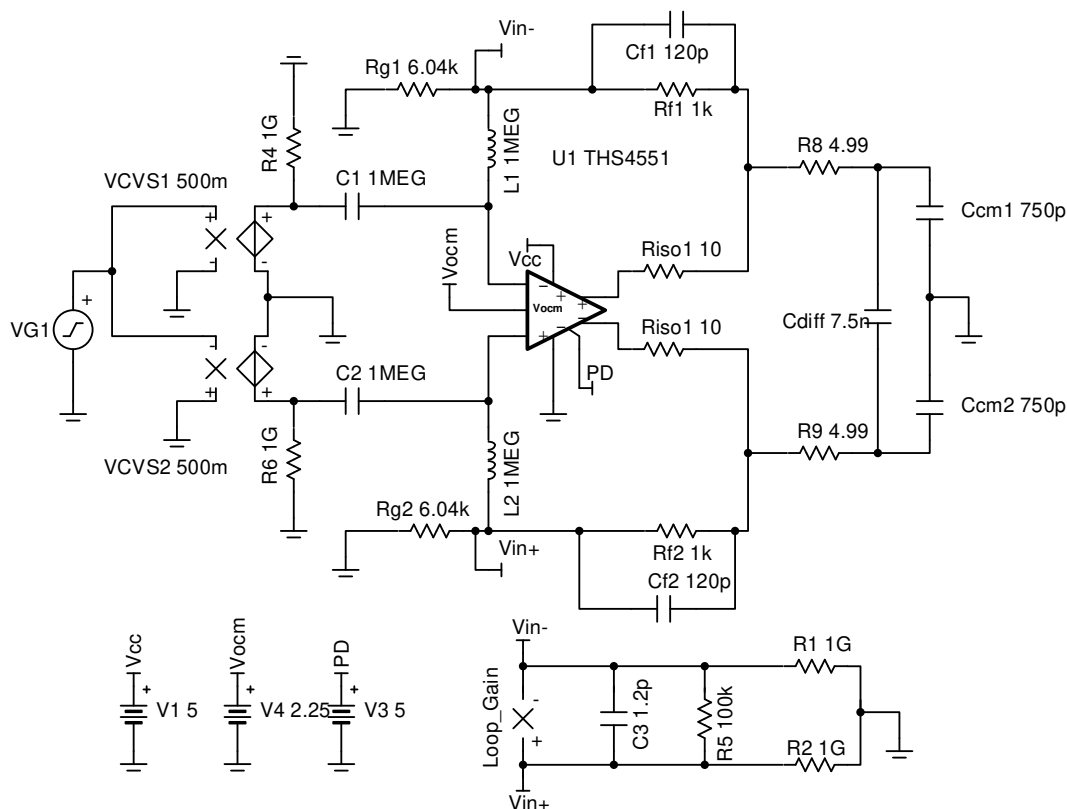 Vin-
Cf1 120p
Rg1 6.04k
Rf1 1k
R4 1G
L1 1MEG
U1 THS4551
R8 4.99
VCVS1 500m
C1 1MEG
Ccm1 750p
+
-
+
-
Vocm
Vcc
Riso1 10
VG1
+
-
+
+
-
Vocm
+
-
Cdiff 7.5n
Riso1 10
PD
-
+
-
+
C2 1MEG
Ccm2 750p
R9 4.99
VCVS2 500m
R6 1G
L2 1MEG
Rg2 6.04k
Rf2 1k
Vin+
Cf2 120p
Vcc
+
V1 5
Vocm
+
V4 2.25
PD
+
V3 5
Vin-
R1 1G
Loop_Gain
-
+
C3 1.2p
R5 100k
R2 1G
Vin+